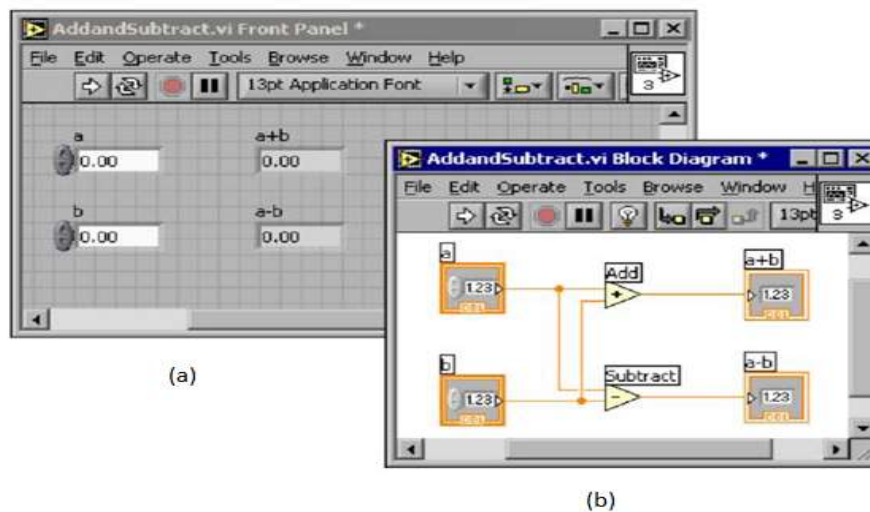 AddandSubtract.vi Front Panel *
File Edit Operate Tools Browse Window Help
13pt Application Font
3
a
0.00
a+b
0.00
b
0.00
a-b
0.00
(a)
AddandSubtract.vi Block Diagram *
File Edit Operate Tools Browse Window H
13pt
3
a
1.23
Add
+
a+b
1.23
b
1.23
Subtract
-
a-b
1.23
(b)